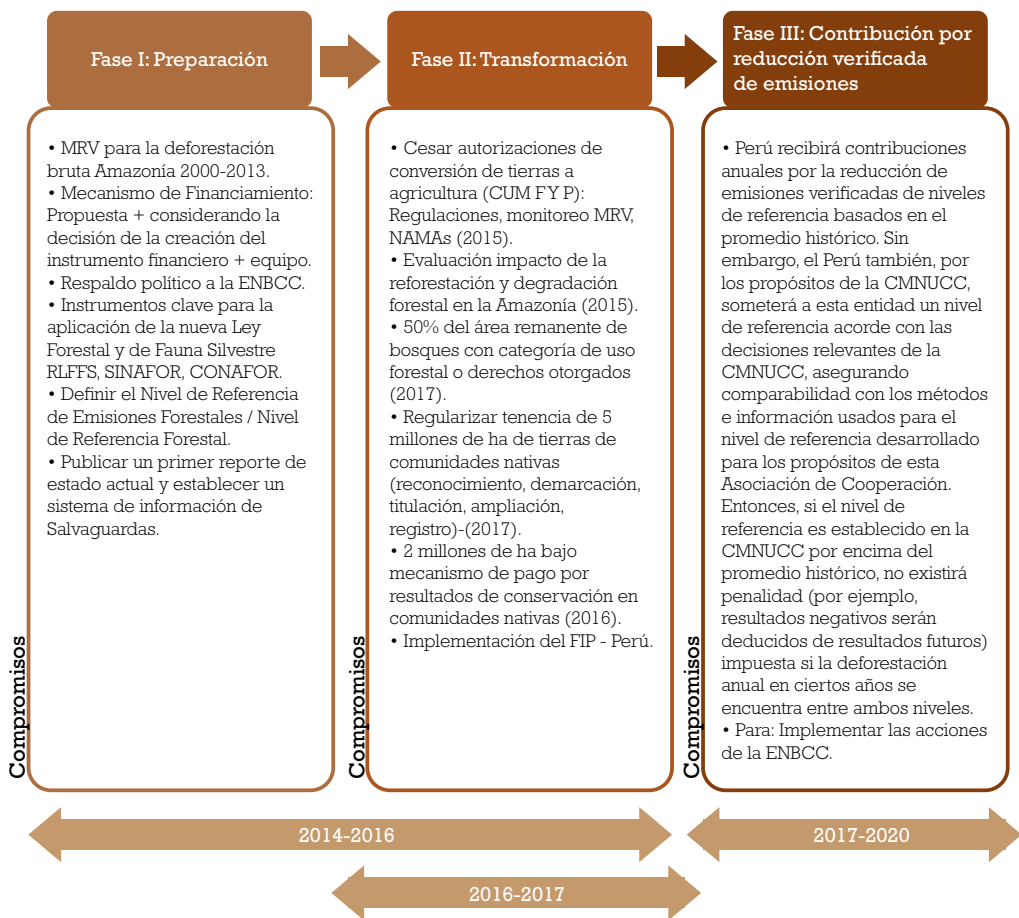 Fase I: Preparación
• MRV para la deforestación
bruta Amazonía 2000-2013.
• Mecanismo de Financiamiento:
Propuesta + considerando la
decisión de la creación del
instrumento financiero + equipo.
• Respaldo político a la ENBCC.
• Instrumentos clave para la
aplicación de la nueva Ley
Forestal y de Fauna Silvestre
RLFFS, SINAFOR, CONAFOR.
• Definir el Nivel de Referencia
de Emisiones Forestales / Nivel
de Referencia Forestal.
• Publicar un primer reporte de
estado actual y establecer un
sistema de información de
Salvaguardas.
Compromisos
Fase II: Transformación
• Cesar autorizaciones de
conversión de tierras a
agricultura (CUM FY P):
Regulaciones, monitoreo MRV,
NAMAs (2015).
• Evaluación impacto de la
reforestación y degradación
forestal en la Amazonía (2015).
• 50% del área remanente de
bosques con categoría de uso
forestal o derechos otorgados
(2017).
• Regularizar tenencia de 5
millones de ha de tierras de
comunidades nativas
(reconocimiento, demarcación,
titulación, ampliación,
registro)-(2017).
• 2 millones de ha bajo
mecanismo de pago por
resultados de conservación en
comunidades nativas (2016).
• Implementación del FIP - Perú.
Compromisos
Fase III: Contribución por
reducción verificada
de emisiones
• Perú recibirá contribuciones
anuales por la reducción de
emisiones verificadas de niveles
de referencia basados en el
promedio histórico. Sin
embargo, el Perú también, por
los propósitos de la CMNUCC,
someterá a esta entidad un nivel
de referencia acorde con las
decisiones relevantes de la
CMNUCC, asegurando
comparabilidad con los métodos
e información usados para el
nivel de referencia desarrollado
para los propósitos de esta
Asociación de Cooperación.
Entonces, si el nivel de
referencia es establecido en la
CMNUCC por encima del
promedio histórico, no existirá
penalidad (por ejemplo,
resultados negativos serán
deducidos de resultados futuros)
impuesta si la deforestación
anual en ciertos años se
encuentra entre ambos niveles.
• Para: Implementar las acciones
de la ENBCC.
Compromisos
2014-2016
2017-2020
2016-2017